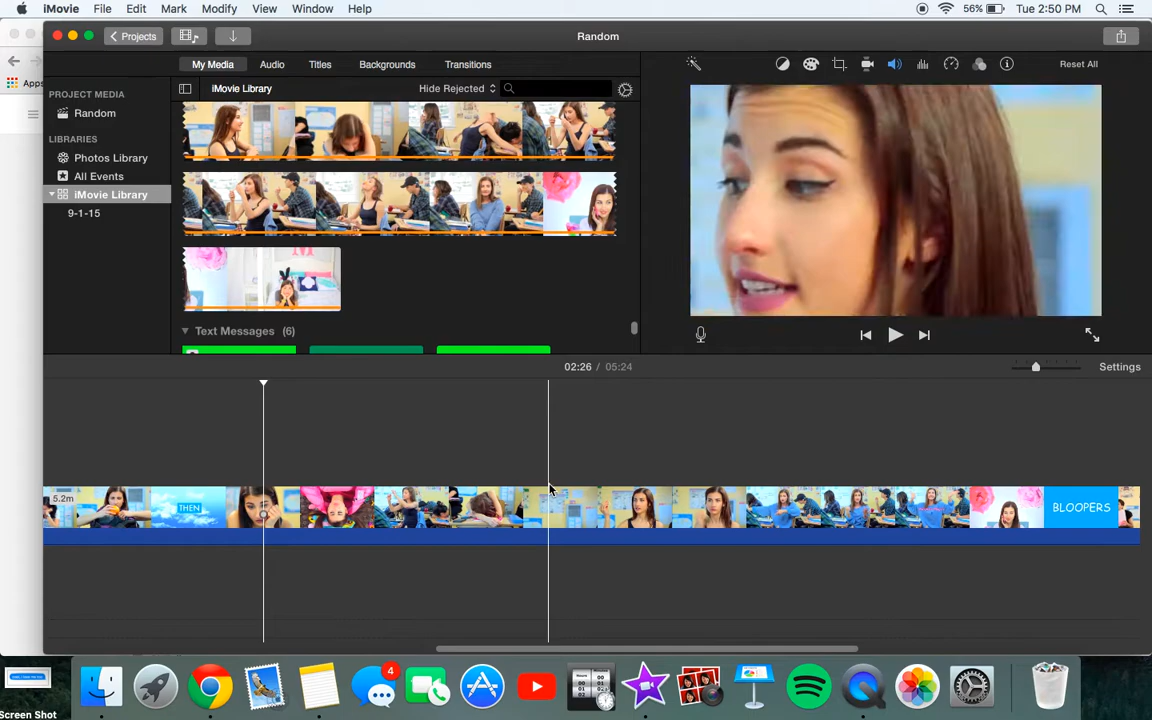 iMovie File Edit Mark Modify View Window Help 56% Tue 2:50 PM
Projects Random
My Media Audio Titles Backgrounds Transitions Reset All
Apps
iMovie Library Hide Rejected
PROJECT MEDIA
Random
LIBRARIES
Photos Library
All Events
iMovie Library
9-1-15
Text Messages (6)
02:26 / 05:24 Settings
5.2m
THEN
BLOOPERS
4
Screen Shot